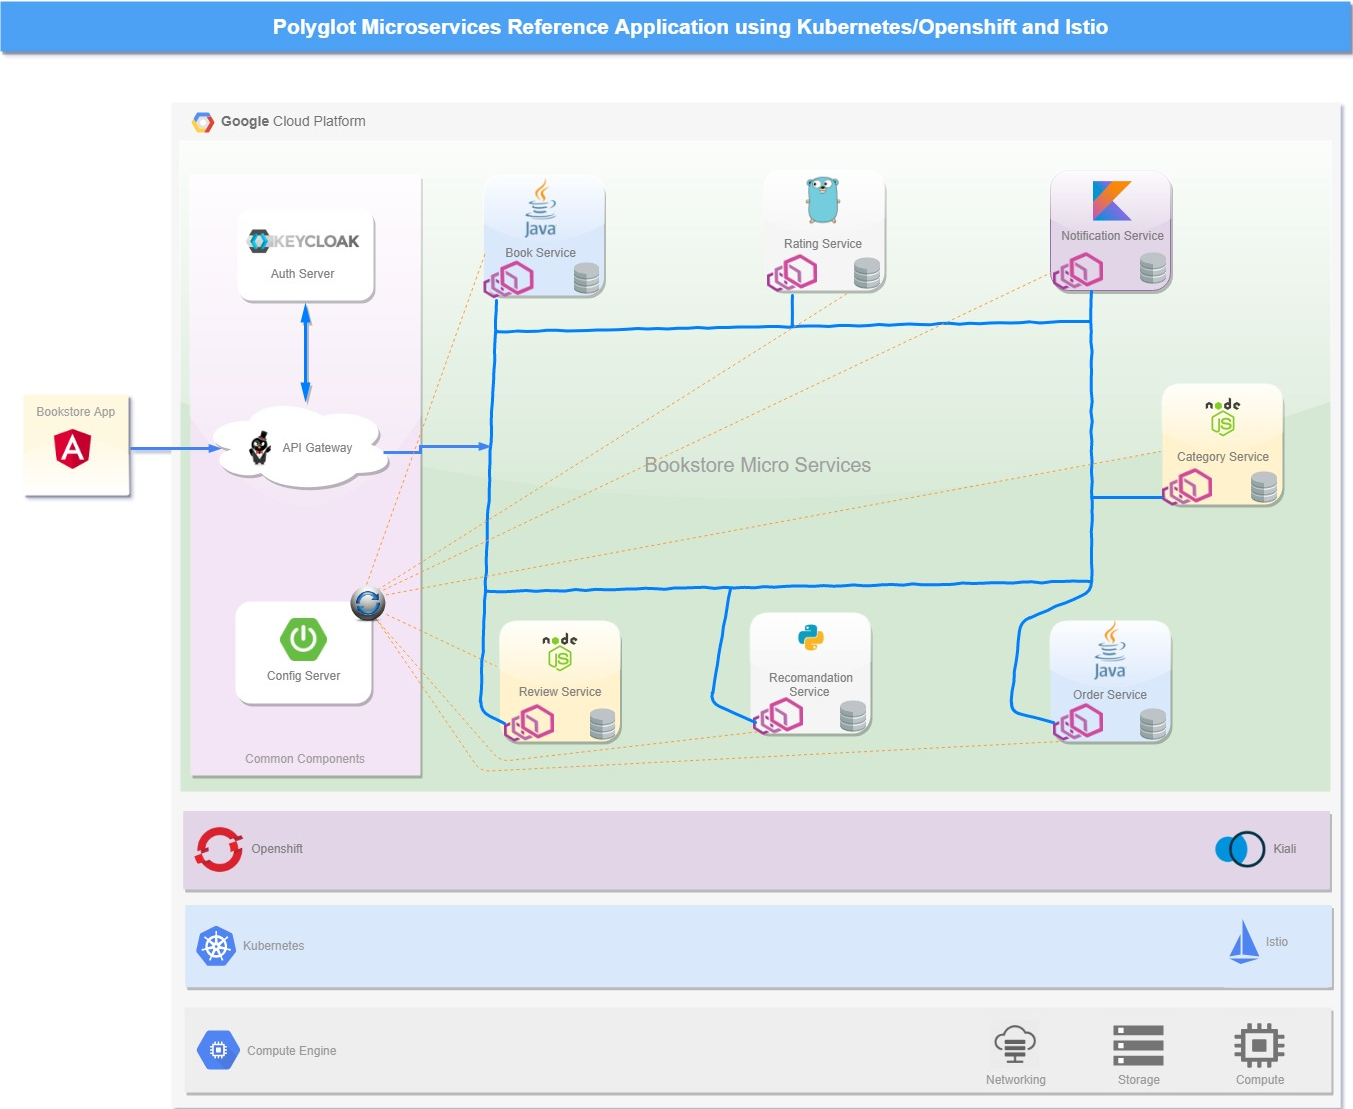 Polyglot Microservices Reference Application using Kubernetes/Openshift and Istio
Google Cloud Platform
KEYCLOAK
Auth Server
Java
Book Service
Rating Service
Notification Service
Bookstore App
API Gateway
node
JS
Category Service
Bookstore Micro Services
Config Server
node
JS
Review Service
Recomandation
Service
Java
Order Service
Common Components
Openshift
Kiali
Kubernetes
Istio
Compute Engine
Networking
Storage
Compute